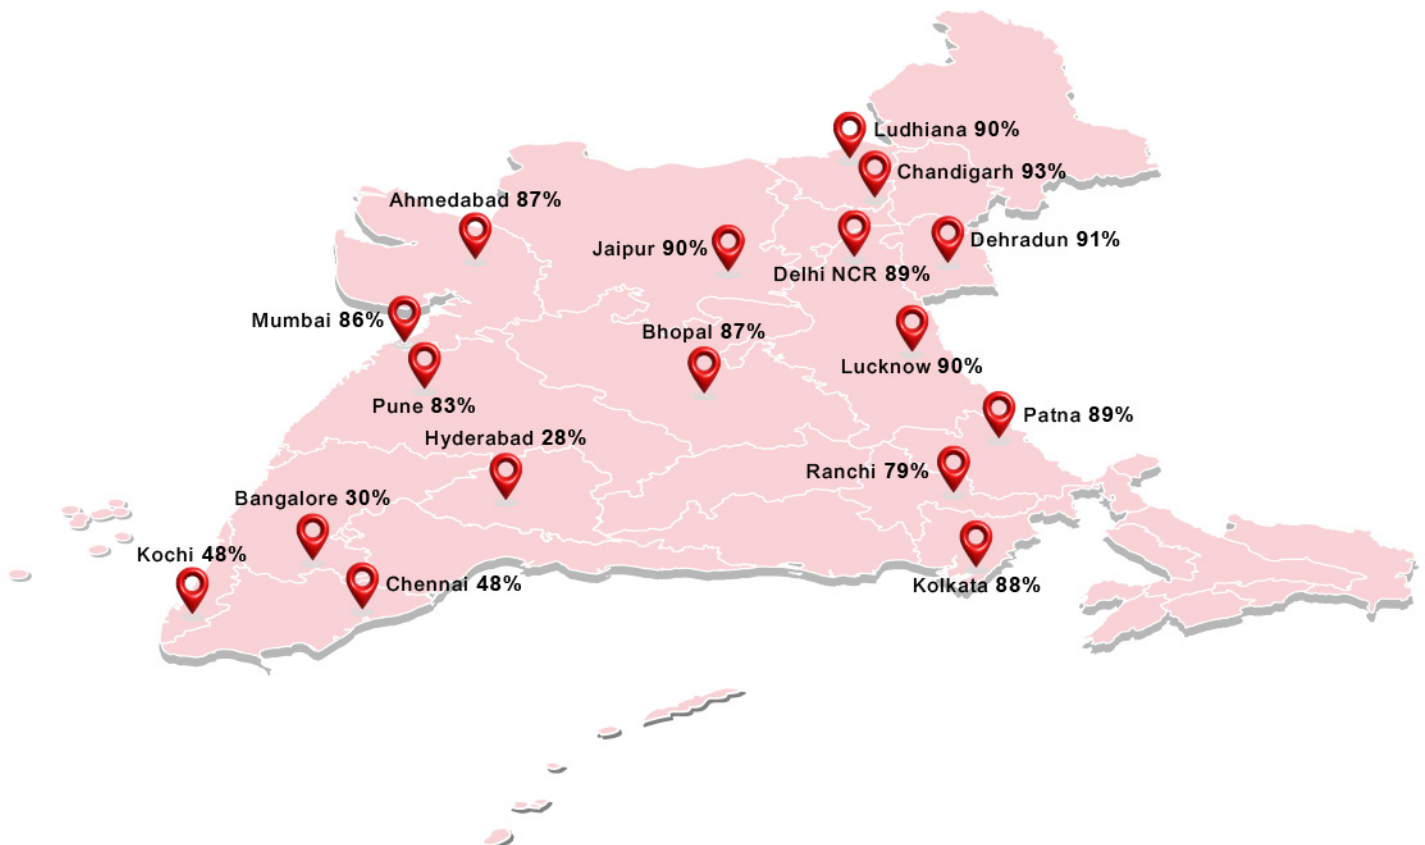 Ludhiana 90%
Chandigarh 93%
Ahmedabad 87%
Jaipur 90%
Dehradun 91%
Delhi NCR 89%
Mumbai 86%
Bhopal 87%
Lucknow 90%
Pune 83%
Patna 89%
Hyderabad 28%
Ranchi 79%
Bangalore 30%
Kochi 48%
Chennai 48%
Kolkata 88%